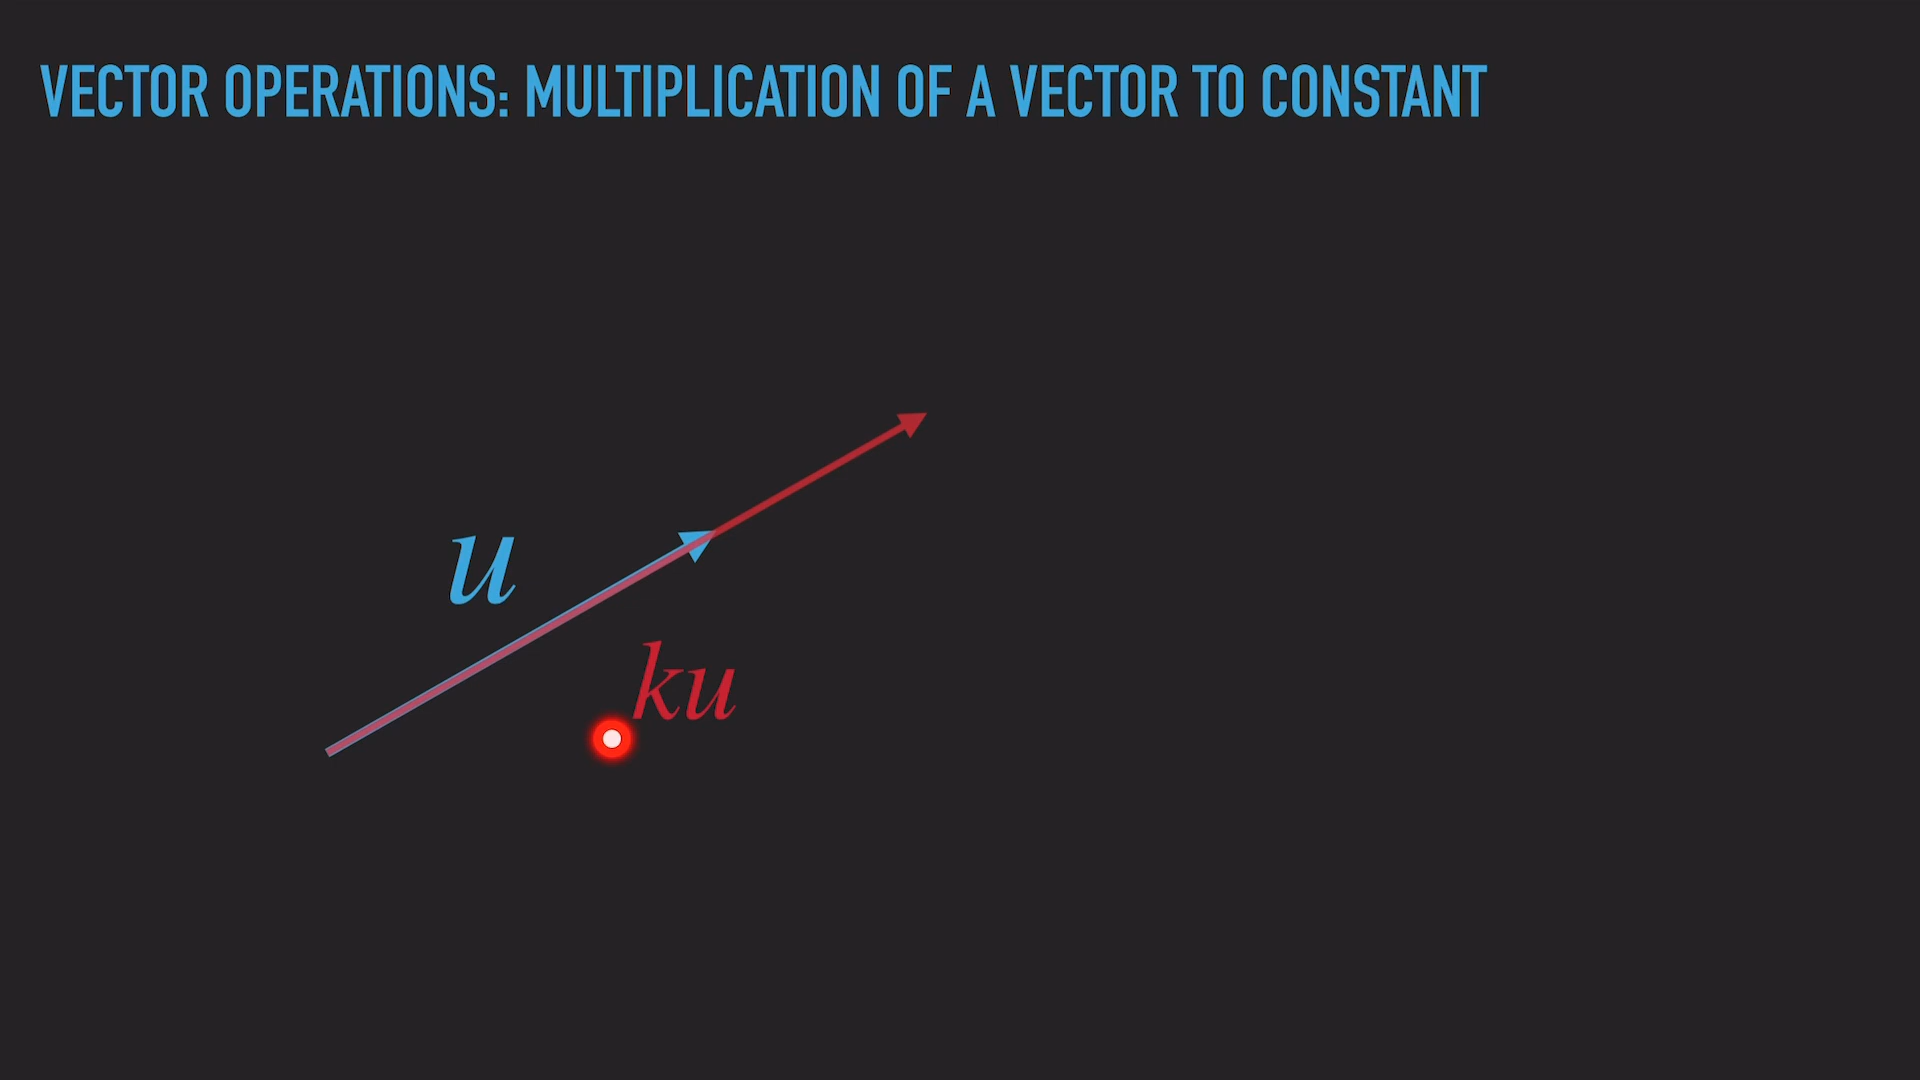 VECTOR OPERATIONS: MULTIPLICATION OF A VECTOR TO CONSTANT
u
ku